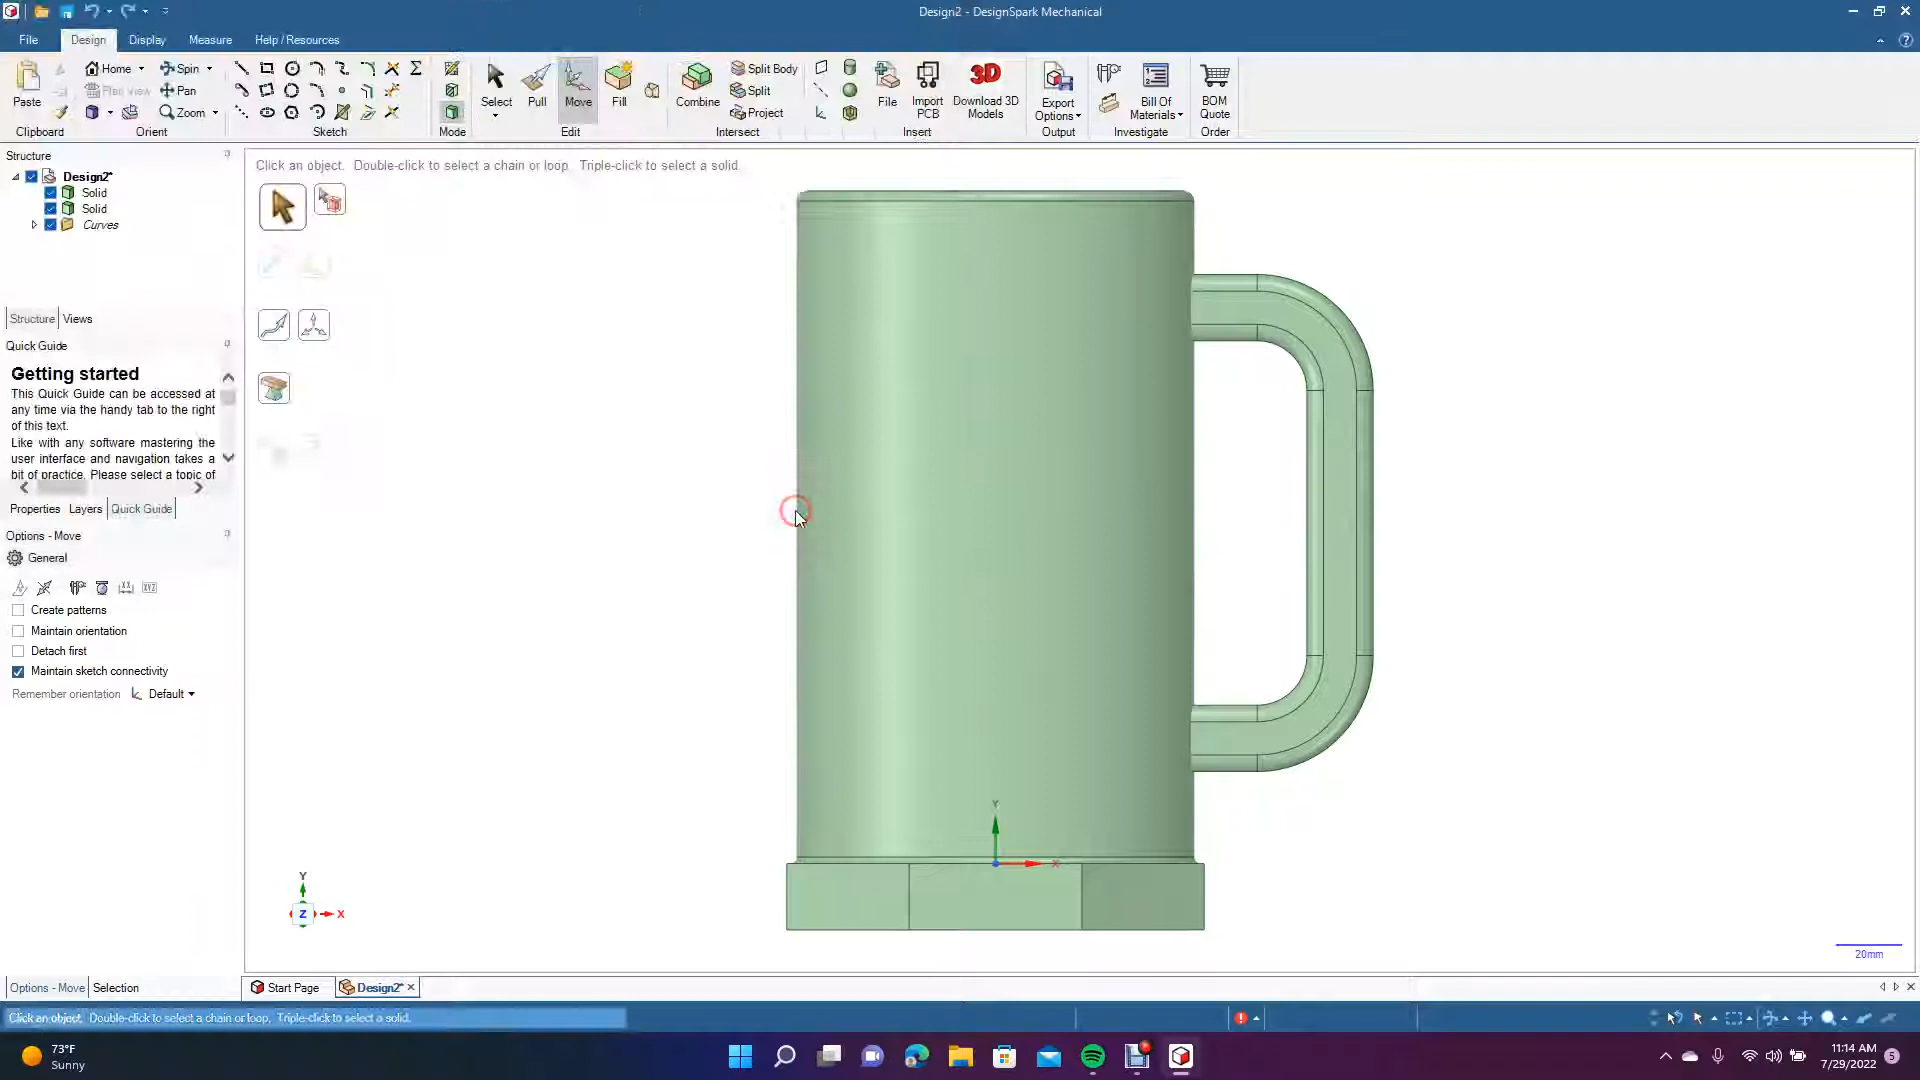 Design2 - DesignSpark Mechanical
File Design Display Measure Help / Resources
Paste
Clipboard
Home Spin
Plan View Pan
Zoom
Orient
Sketch
Mode
Select Pull Move Fill
Edit
Combine
Split Body
Split
Project
Intersect
File
Import PCB
3D
Download 3D Models
Insert
Export Options
Output
Bill Of Materials
Investigate
BOM Quote
Order
Structure
Design2*
Solid
Solid
Curves
Structure Views
Quick Guide
Getting started
This Quick Guide can be accessed at
any time via the handy tab to the right
of this text.
Like with any software mastering the
user interface and navigation takes a
bit of practice. Please select a topic of
Properties Layers Quick Guide
Options - Move
General
Create patterns
Maintain orientation
Detach first
Maintain sketch connectivity
Remember orientation Default
Options - Move Selection
Click an object. Double-click to select a chain or loop. Triple-click to select a solid.
Y
X
Y
Z X
20mm
Start Page Design2*
Click an object. Double-click to select a chain or loop. Triple-click to select a solid.
73°F
Sunny
11:14 AM
7/29/2022
5